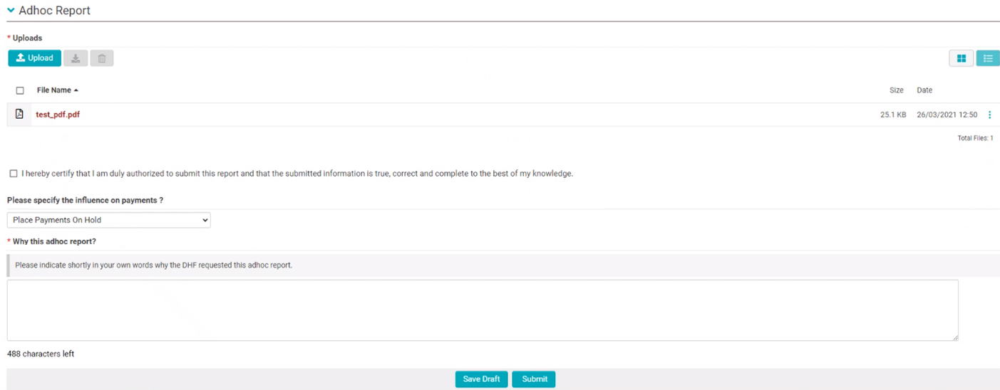 Adhoc Report
* Uploads
Upload
File Name Size Date
test_pdf.pdf 25.1 KB 26/03/2021 12:50
Total Files: 1
I hereby certify that I am duly authorized to submit this report and that the submitted information is true, correct and complete to the best of my knowledge.
Please specify the influence on payments ?
Place Payments On Hold
* Why this adhoc report?
Please indicate shortly in your own words why the DHF requested this adhoc report.
488 characters left
Save Draft Submit